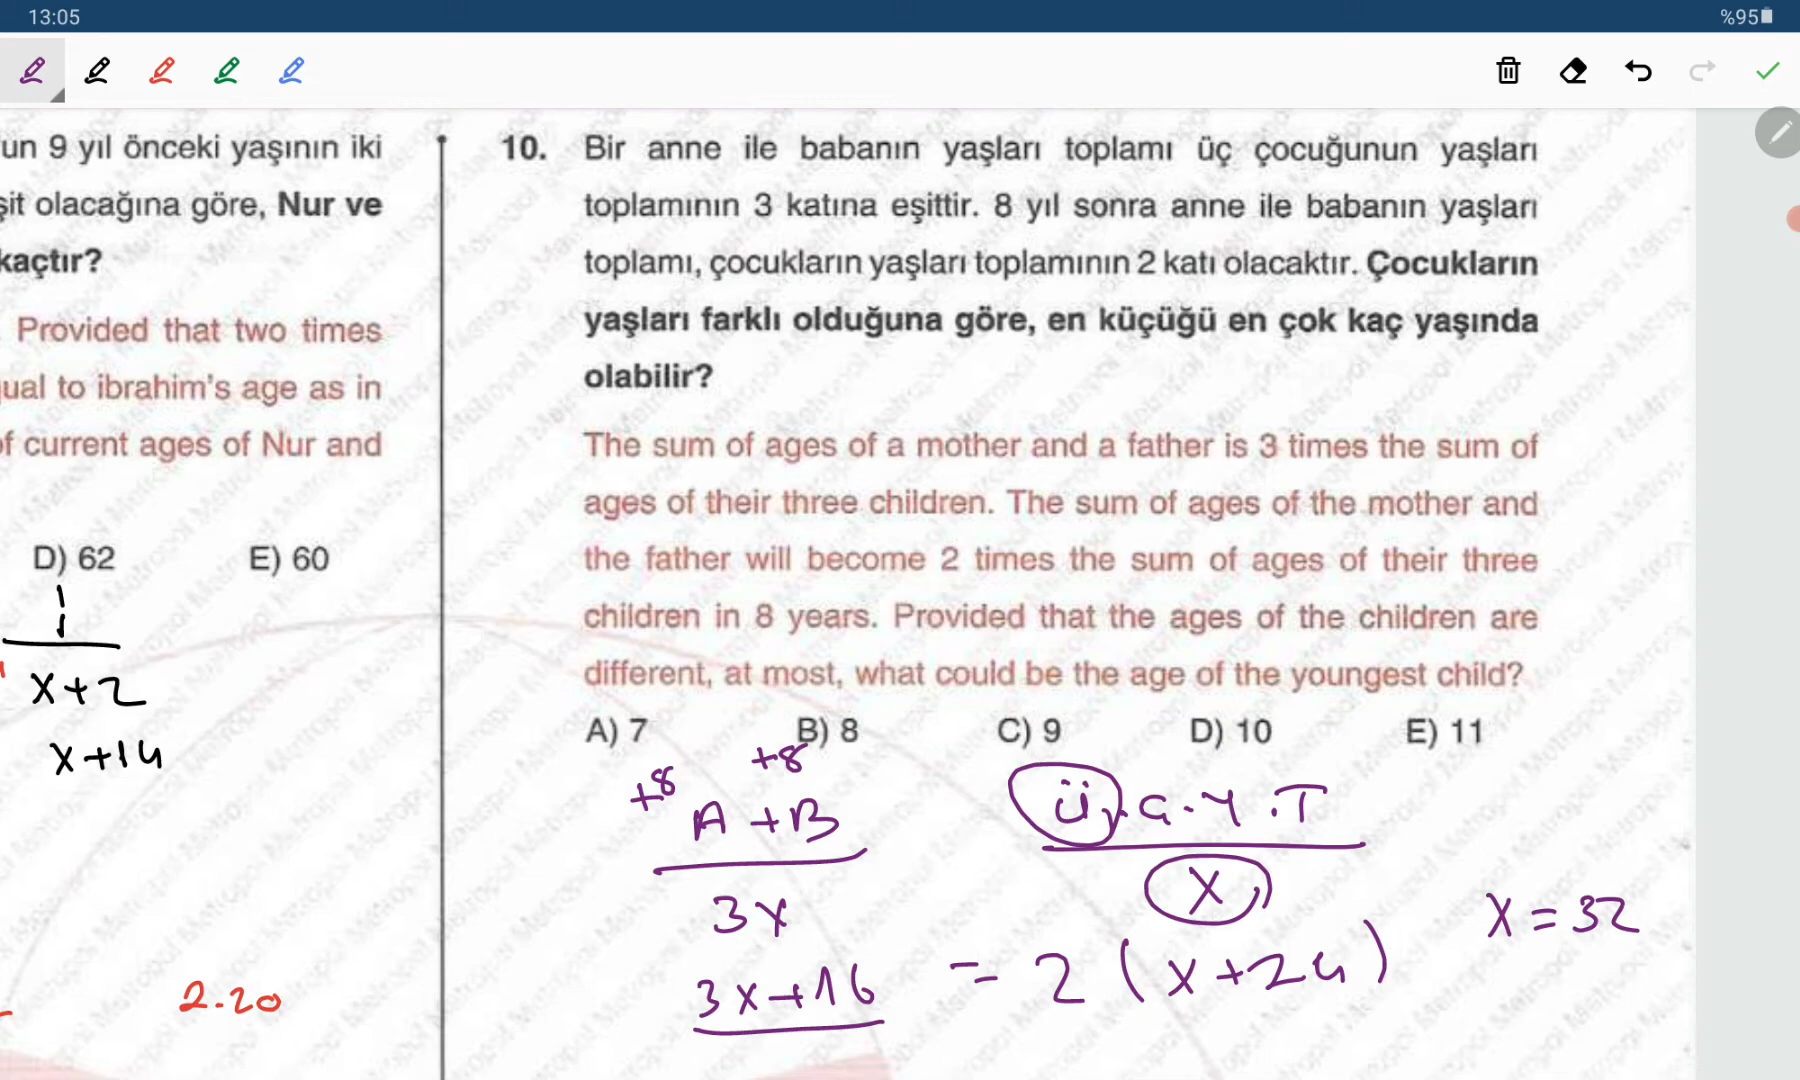 13:05
%95
un 9 yıl önceki yaşının iki
şit olacağına göre, Nur ve
kaçtır?
. Provided that two times
qual to ibrahim's age as in
of current ages of Nur and
D) 62 E) 60
x+2
x+14
2.20
10. Bir anne ile babanın yaşları toplamı üç çocuğunun yaşları
toplamının 3 katına eşittir. 8 yıl sonra anne ile babanın yaşları
toplamı, çocukların yaşları toplamının 2 katı olacaktır. Çocukların
yaşları farklı olduğuna göre, en küçüğü en çok kaç yaşında
olabilir?
The sum of ages of a mother and a father is 3 times the sum of
ages of their three children. The sum of ages of the mother and
the father will become 2 times the sum of ages of their three
children in 8 years. Provided that the ages of the children are
different, at most, what could be the age of the youngest child?
A) 7 B) 8 C) 9 D) 10 E) 11
+8 +8
A + B Ü.Ç.Y.T
3x x
x = 32
3x+16 = 2 (x+24)